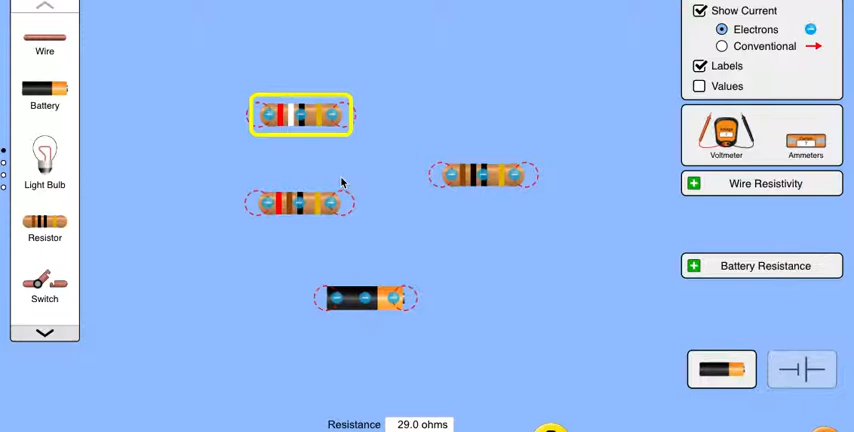 Wire
Battery
Light Bulb
Resistor
Switch
Show Current
Electrons
Conventional
Labels
Values
Voltmeter
Ammeters
Wire Resistivity
Battery Resistance
Resistance 29.0 ohms